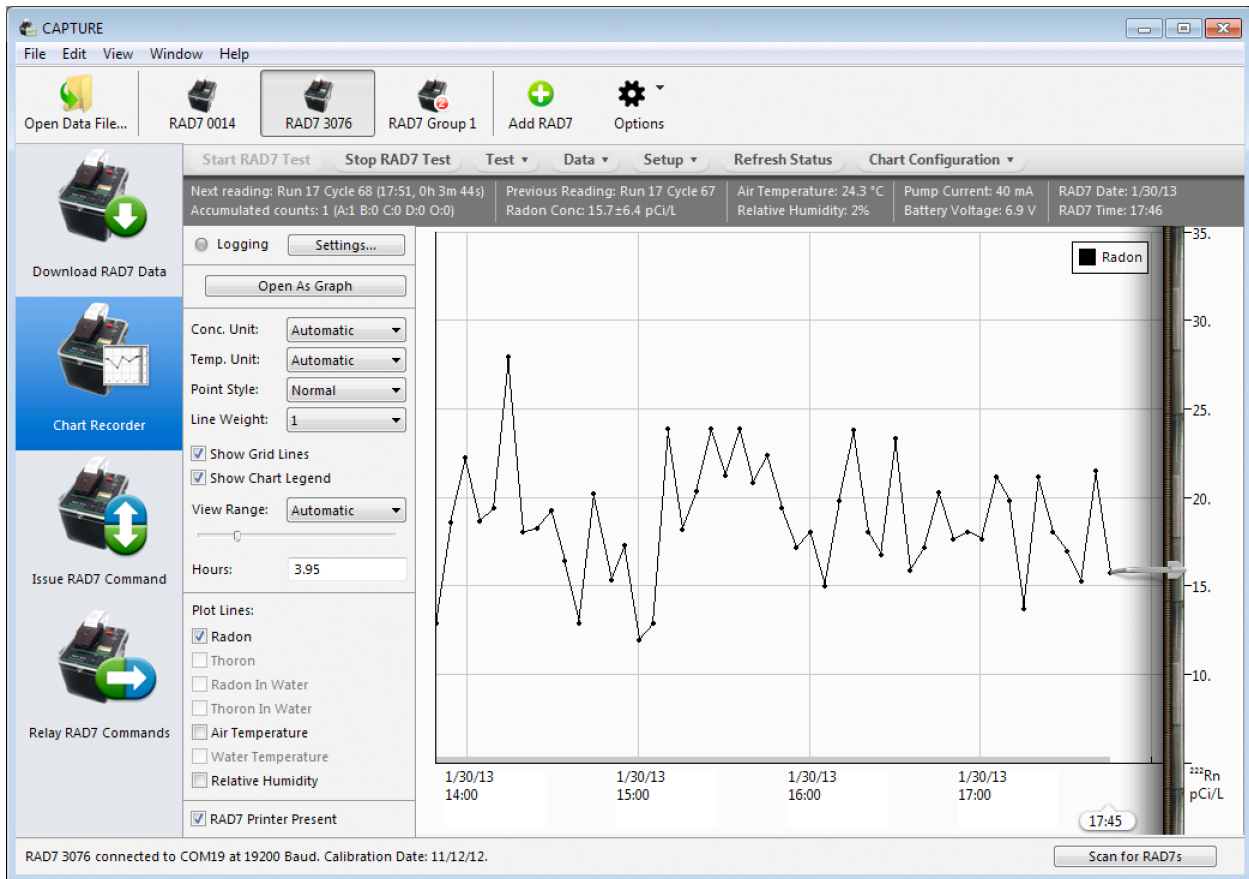 CAPTURE
File Edit View Window Help
Open Data File... RAD7 0014 RAD7 3076 RAD7 Group 1 Add RAD7 Options
2
Start RAD7 Test Stop RAD7 Test Test Data Setup Refresh Status Chart Configuration
Next reading: Run 17 Cycle 68 (17:51, 0h 3m 44s) Previous Reading: Run 17 Cycle 67 Air Temperature: 24.3 °C Pump Current: 40 mA RAD7 Date: 1/30/13
Accumulated counts: 1 (A:1 B:0 C:0 D:0 O:0) Radon Conc: 15.7±6.4 pCi/L Relative Humidity: 2% Battery Voltage: 6.9 V RAD7 Time: 17:46
Download RAD7 Data
Chart Recorder
Issue RAD7 Command
Relay RAD7 Commands
Logging Settings...
Open As Graph
Conc. Unit: Automatic
Temp. Unit: Automatic
Point Style: Normal
Line Weight: 1
Show Grid Lines
Show Chart Legend
View Range: Automatic
Hours: 3.95
Plot Lines:
Radon
Thoron
Radon In Water
Thoron In Water
Air Temperature
Water Temperature
Relative Humidity
RAD7 Printer Present
Radon
35.
30.
25.
20.
15.
10.
²²²Rn
pCi/L
1/30/13 1/30/13 1/30/13 1/30/13
14:00 15:00 16:00 17:00
17:45
RAD7 3076 connected to COM19 at 19200 Baud. Calibration Date: 11/12/12. Scan for RAD7s